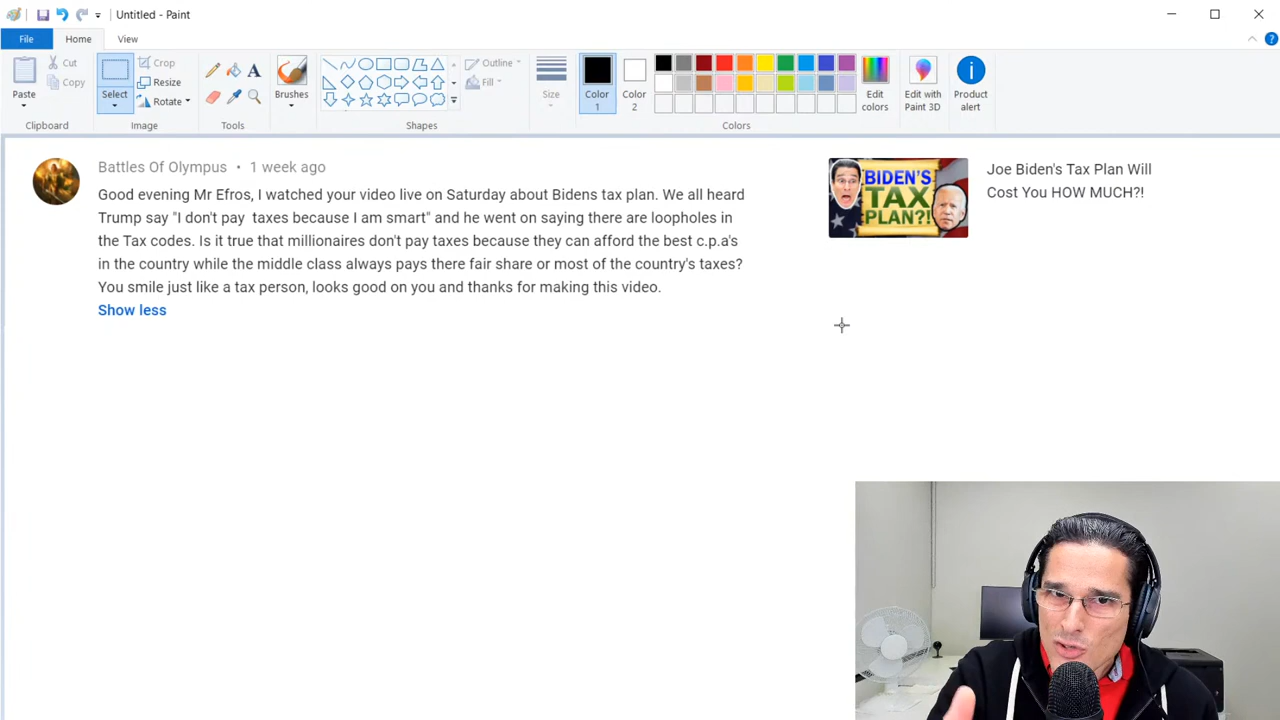 Untitled - Paint
File
Home
View
Paste
Cut
Copy
Clipboard
Select
Crop
Resize
Rotate
Image
Tools
Brushes
Outline
Fill
Shapes
Size
Color
1
Color
2
Edit
colors
Colors
Edit with
Paint 3D
Product
alert
Battles Of Olympus • 1 week ago
Good evening Mr Efros, I watched your video live on Saturday about Bidens tax plan. We all heard
Trump say "I don't pay taxes because I am smart" and he went on saying there are loopholes in
the Tax codes. Is it true that millionaires don't pay taxes because they can afford the best c.p.a's
in the country while the middle class always pays there fair share or most of the country's taxes?
You smile just like a tax person, looks good on you and thanks for making this video.
Show less
BIDEN'S
TAX
PLAN?!
Joe Biden's Tax Plan Will
Cost You HOW MUCH?!